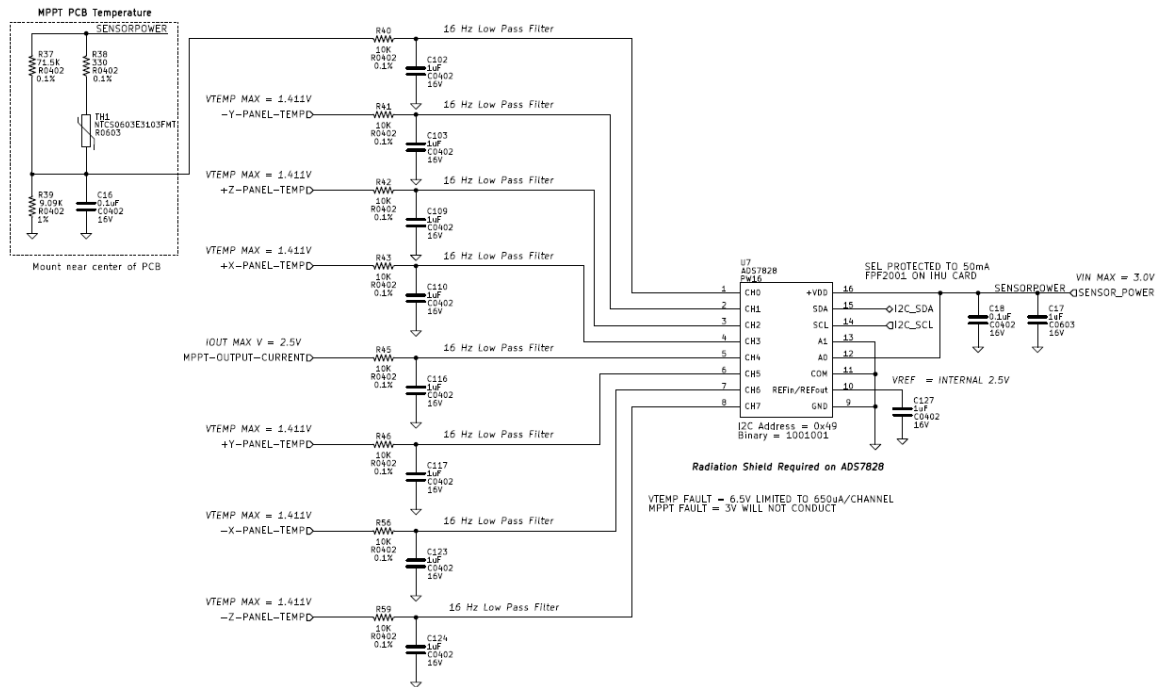 MPPT PCB Temperature
SENSORPOWER
R37
71.5K
R0402
0.1%
R38
330
R0402
0.1%
TH1
NTCS0603E3103FMT
R0603
R39
9.09K
R0402
1%
C16
0.1uF
C0402
16V
Mount near center of PCB
R40
10K
R0402
0.1%
16 Hz Low Pass Filter
C102
1uF
C0402
16V
VTEMP MAX = 1.411V
-Y-PANEL-TEMP
R41
10K
R0402
0.1%
16 Hz Low Pass Filter
C103
1uF
C0402
16V
VTEMP MAX = 1.411V
+Z-PANEL-TEMP
R42
10K
R0402
0.1%
16 Hz Low Pass Filter
C109
1uF
C0402
16V
VTEMP MAX = 1.411V
+X-PANEL-TEMP
R43
10K
R0402
0.1%
16 Hz Low Pass Filter
C110
1uF
C0402
16V
IOUT MAX V = 2.5V
MPPT-OUTPUT-CURRENT
R45
10K
R0402
0.1%
16 Hz Low Pass Filter
C116
1uF
C0402
16V
VTEMP MAX = 1.411V
+Y-PANEL-TEMP
R46
10K
R0402
0.1%
16 Hz Low Pass Filter
C117
1uF
C0402
16V
VTEMP MAX = 1.411V
-X-PANEL-TEMP
R56
10K
R0402
0.1%
16 Hz Low Pass Filter
C123
1uF
C0402
16V
VTEMP MAX = 1.411V
-Z-PANEL-TEMP
R59
10K
R0402
0.1%
16 Hz Low Pass Filter
C124
1uF
C0402
16V
U7
ADS7828
PW16
1 CH0 +VDD 16
2 CH1 SDA 15
3 CH2 SCL 14
4 CH3 A1 13
5 CH4 A0 12
6 CH5 COM 11
7 CH6 REFin/REFout 10
8 CH7 GND 9
I2C Address = 0x49
Binary = 1001001
SEL PROTECTED TO 50mA
FPF2001 ON IHU CARD
VIN MAX = 3.0V
SENSORPOWER
SENSOR_POWER
I2C_SDA
I2C_SCL
C18
0.1uF
C0402
16V
C17
1uF
C0603
16V
VREF = INTERNAL 2.5V
C127
1uF
C0402
16V
Radiation Shield Required on ADS7828
VTEMP FAULT = 6.5V LIMITED TO 650uA/CHANNEL
MPPT FAULT = 3V WILL NOT CONDUCT